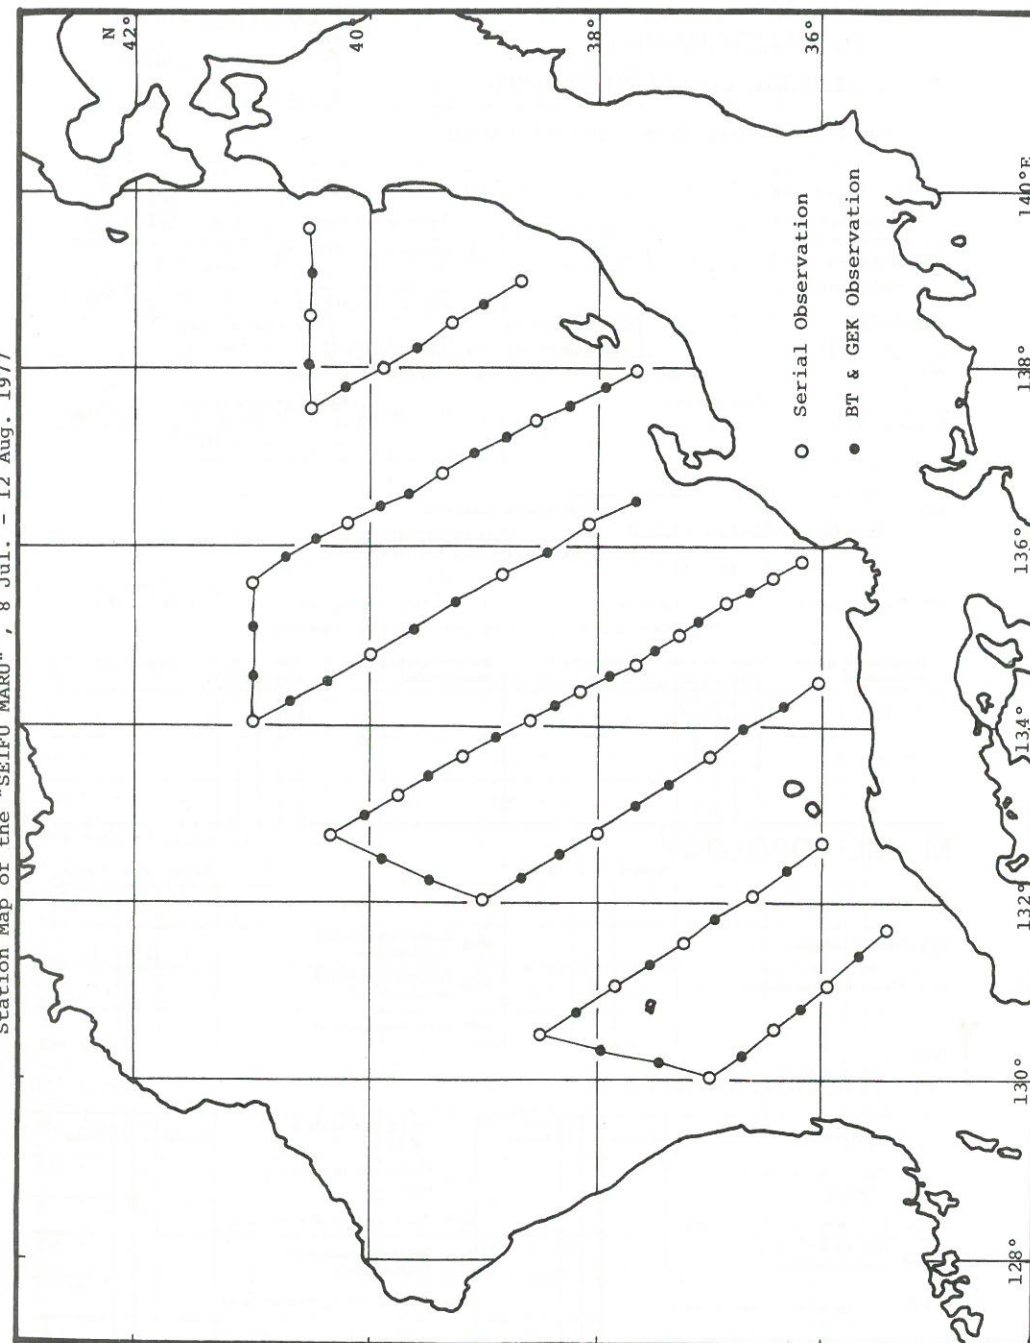 Station Map of the "SEIFU MARU", 8 Jul. - 12 Aug. 1977
N
42°
40°
38°
36°
○ Serial Observation
● BT & GEK Observation
128°
130°
132°
134°
136°
138°
140°E